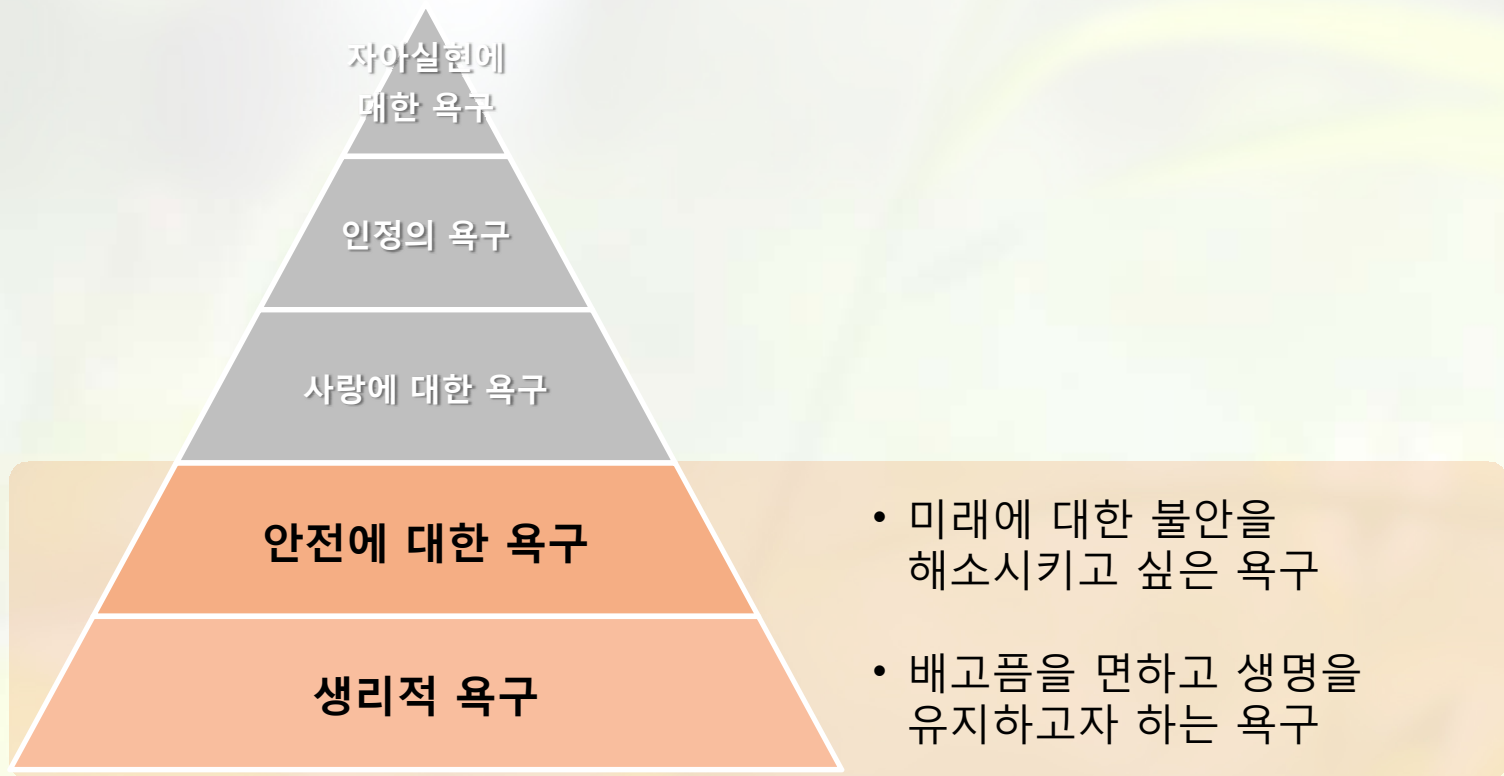 자아실현에
대한 욕구
인정의 욕구
사랑에 대한 욕구
안전에 대한 욕구
• 미래에 대한 불안을
해소시키고 싶은 욕구
생리적 욕구
• 배고픔을 면하고 생명을
유지하고자 하는 욕구